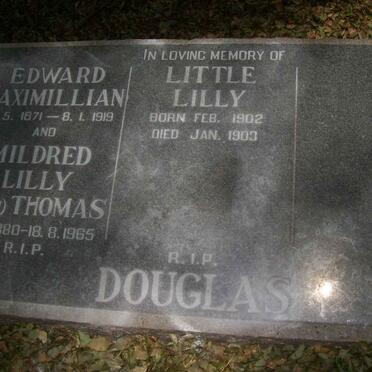 EDWARD
AXIMILLIAN
5. 1871 — 8. 1. 1919
AND
MILDRED
LILLY
) THOMAS
880 - 18. 8. 1965
R.I.P.
IN LOVING MEMORY OF
LITTLE
LILLY
BORN FEB. 1902
DIED JAN. 1903
R.I.P.
DOUGLAS